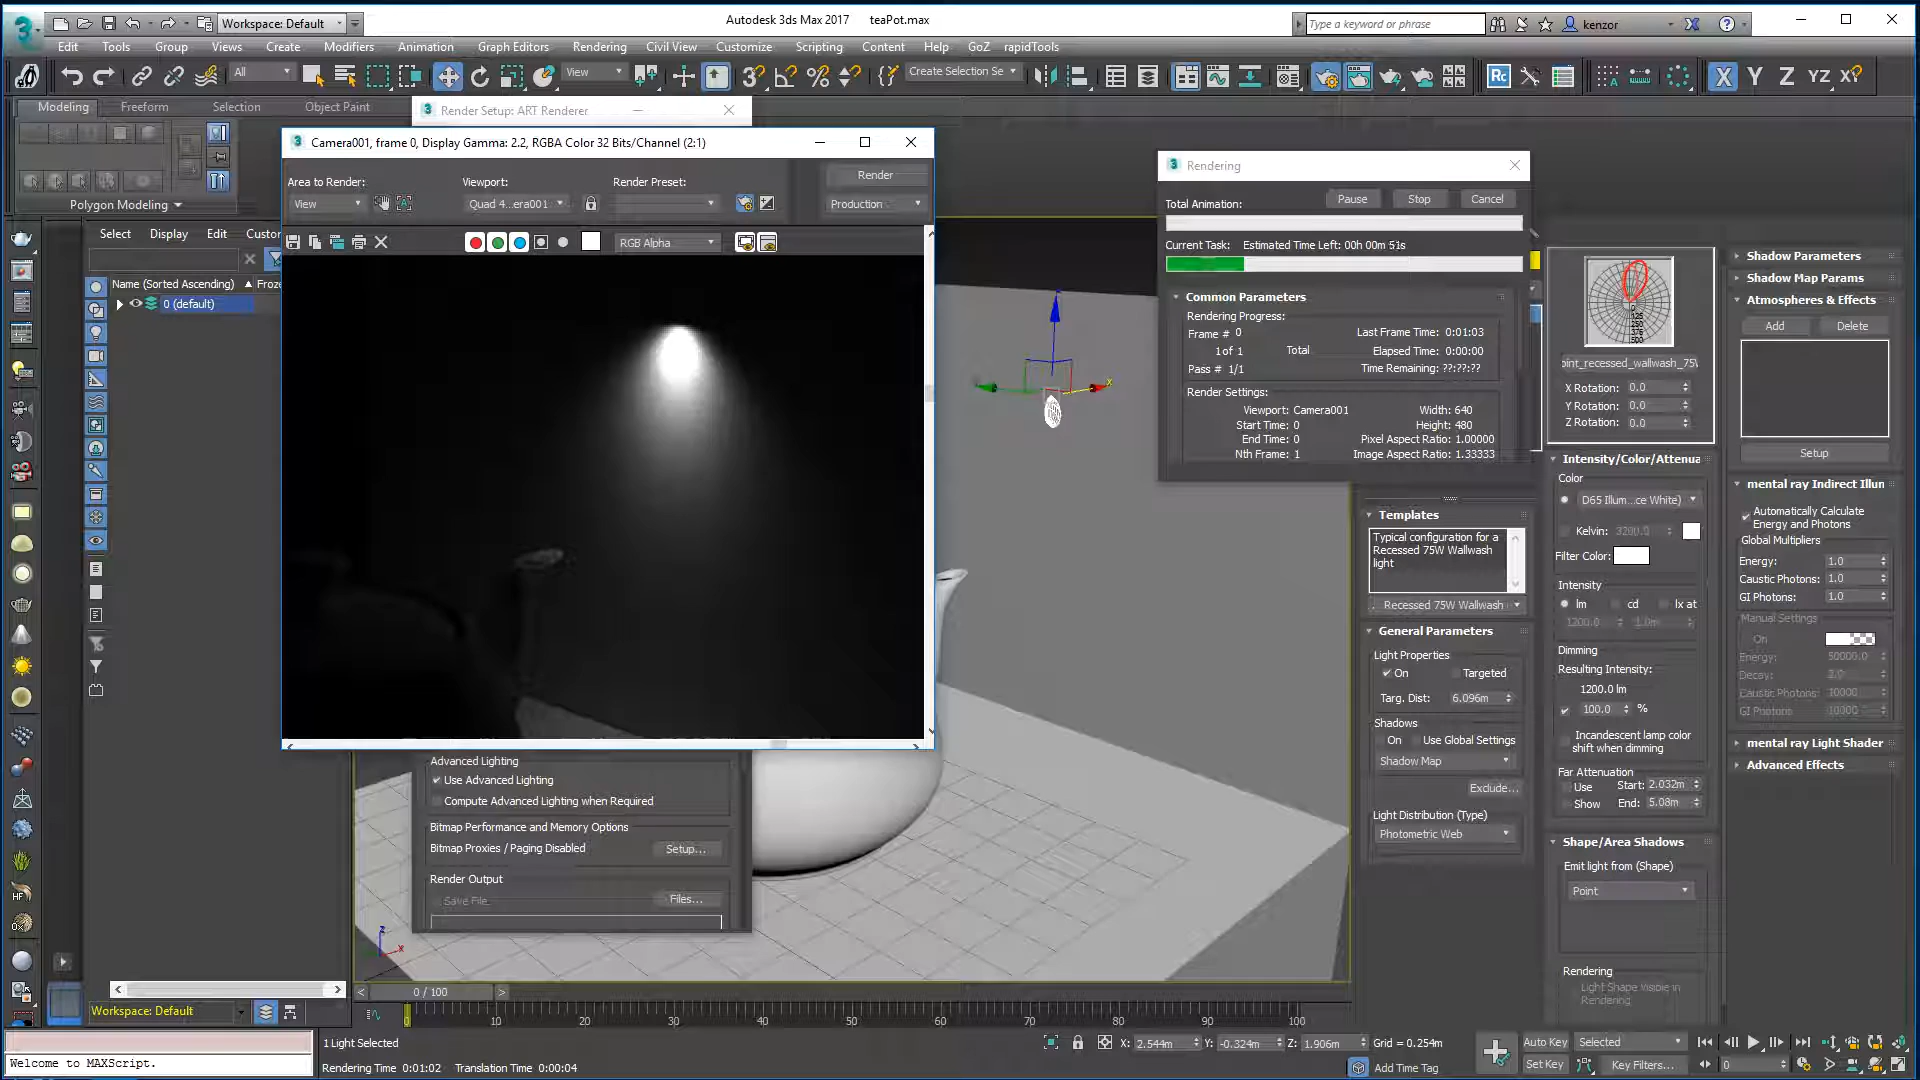 Workspace: Default
Autodesk 3ds Max 2017 teaPot.max
Type a keyword or phrase
kenzor
Edit Tools Group Views Create Modifiers Animation Graph Editors Rendering Civil View Customize Scripting Content Help GoZ rapidTools
All
View
Create Selection Se
Rc
X Y Z YZ
Modeling Freeform Selection Object Paint
Polygon Modeling
Render Setup: ART Renderer
Camera001, frame 0, Display Gamma: 2.2, RGBA Color 32 Bits/Channel (2:1)
Area to Render: Viewport: Render Preset: Render
View Quad 4...era001 Production
RGB Alpha
Select Display Edit Custo
Name (Sorted Ascending) ▲ Froze
0 (default)
Rendering
Total Animation: Pause Stop Cancel
Current Task: Estimated Time Left: 00h 00m 51s
Common Parameters
Rendering Progress:
Frame # 0 Last Frame Time: 0:01:03
1 of 1 Total Elapsed Time: 0:00:00
Pass # 1/1 Time Remaining: ??:??:??
Render Settings:
Viewport: Camera001 Width: 640
Start Time: 0 Height: 480
End Time: 0 Pixel Aspect Ratio: 1.00000
Nth Frame: 1 Image Aspect Ratio: 1.33333
Templates
Typical configuration for a
Recessed 75W Wallwash
light
Recessed 75W Wallwash
General Parameters
Light Properties
On Targeted
Targ. Dist: 6.096m
Shadows
On Use Global Settings
Shadow Map
Exclude...
Light Distribution (Type)
Photometric Web
oint_recessed_wallwash_75W
X Rotation: 0.0
Y Rotation: 0.0
Z Rotation: 0.0
Intensity/Color/Attenua
Color
D65 Illum...ce White)
Kelvin: 3200.0
Filter Color:
Intensity
lm cd lx at
1200.0 1.0m
Dimming
Resulting Intensity:
1200.0 lm
100.0 %
Incandescent lamp color
shift when dimming
Far Attenuation
Use Start: 2.032m
Show End: 5.08m
Shape/Area Shadows
Emit light from (Shape)
Point
Rendering
Light Shape Visible in
Rendering
Shadow Parameters
Shadow Map Params
Atmospheres & Effects
Add Delete
Setup
mental ray Indirect Illun
Automatically Calculate
Energy and Photons
Global Multipliers
Energy: 1.0
Caustic Photons: 1.0
GI Photons: 1.0
Manual Settings
On
Energy: 50000.0
Decay: 2.0
Caustic Photons: 10000
GI Photons: 10000
mental ray Light Shader
Advanced Effects
Advanced Lighting
Use Advanced Lighting
Compute Advanced Lighting when Required
Bitmap Performance and Memory Options
Bitmap Proxies / Paging Disabled Setup...
Render Output
Save File Files...
z
x
0 / 100
Workspace: Default
10 20 30 40 50 60 70 80 90 100
1 Light Selected
X: 2.544m Y: -0.324m Z: 1.906m Grid = 0.254m
Auto Key Selected
Welcome to MAXScript.
Rendering Time 0:01:02 Translation Time 0:00:04
Add Time Tag
Set Key Key Filters... 0